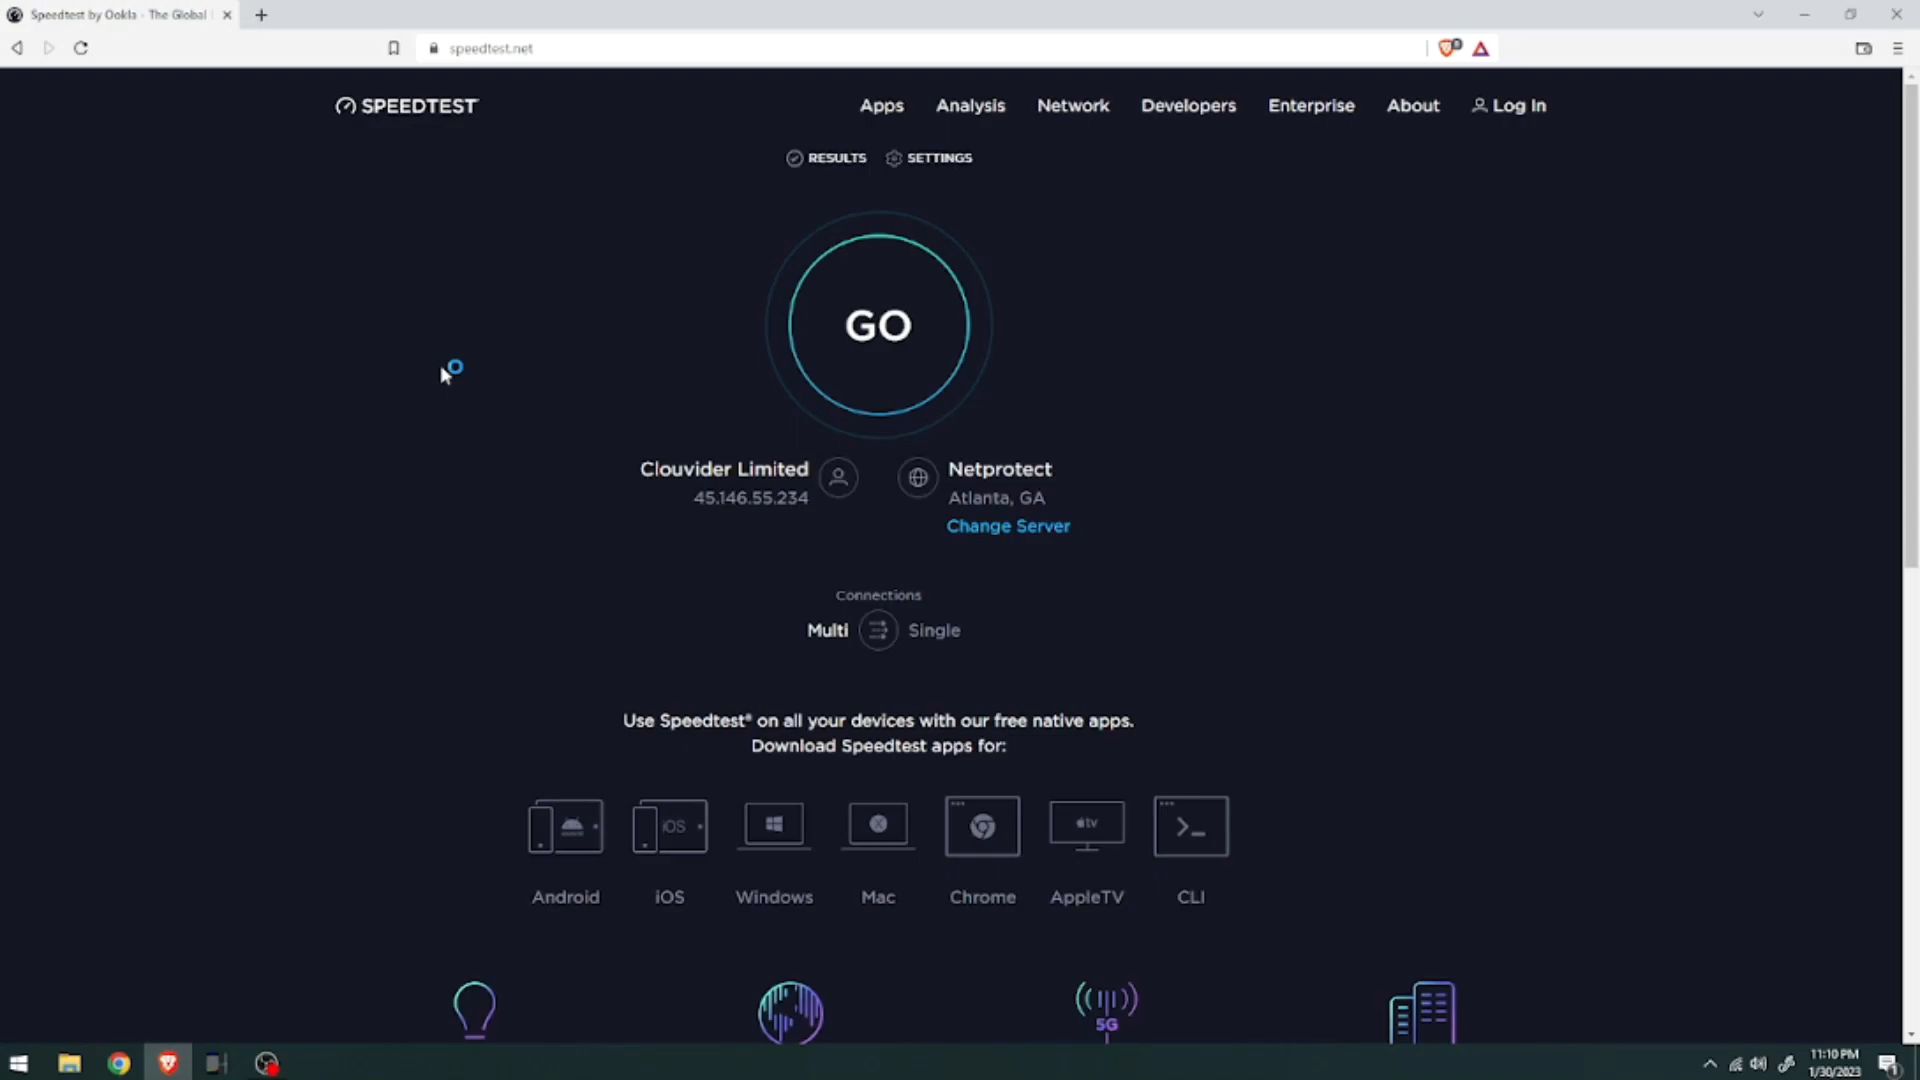 Speedtest by Ookla - The Global
speedtest.net
SPEEDTEST
Apps Analysis Network Developers Enterprise About Log In
RESULTS SETTINGS
GO
Clouvider Limited
45.146.55.234
Netprotect
Atlanta, GA
Change Server
Connections
Multi Single
Use Speedtest® on all your devices with our free native apps.
Download Speedtest apps for:
iOS
tv
Android iOS Windows Mac Chrome AppleTV CLI
5G
11:10 PM
1/30/2023